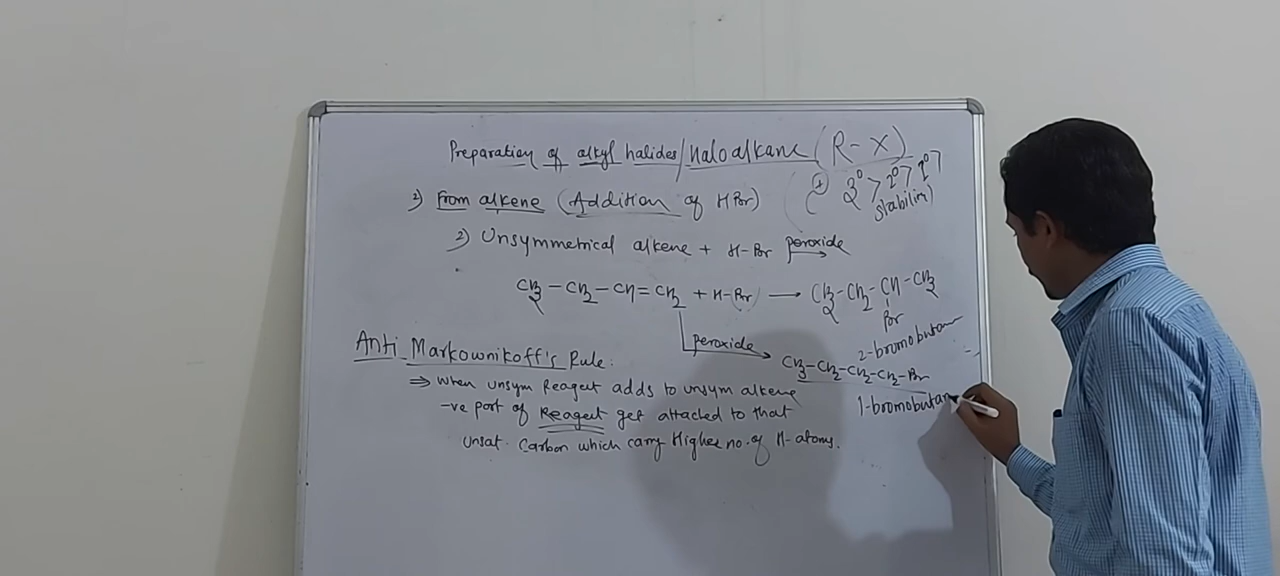 Preparation of alkyl halides/Haloalkane (R-X)
C⊕ 3° > 2° > 1°
stability
2) From alkene (Addition of HBr)
2) Unsymmetrical alkene + H-Br peroxide →
CH3 - CH2 - CH = CH2 + H-Br → CH3-CH2-CH-CH3
Br
2-bromobutane
peroxide → CH3-CH2-CH2-CH2-Br
1-bromobutan
Anti Markownikoff's Rule:
⇒ When unsym Reagent adds to unsym alkene
-ve part of Reagent get attached to that
unsat. Carbon which carry Higher no. of H-atoms.